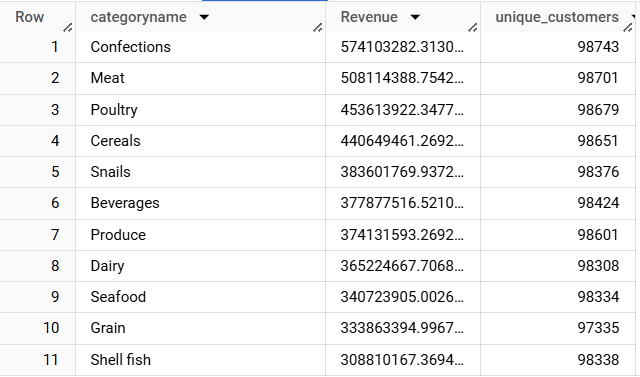 Row categoryname Revenue unique_customers
1 Confections 574103282.3130... 98743
2 Meat 508114388.7542... 98701
3 Poultry 453613922.3477... 98679
4 Cereals 440649461.2692... 98651
5 Snails 383601769.9372... 98376
6 Beverages 377877516.5210... 98424
7 Produce 374131593.2692... 98601
8 Dairy 365224667.7068... 98308
9 Seafood 340723905.0026... 98334
10 Grain 333863394.9967... 97335
11 Shell fish 308810167.3694... 98338